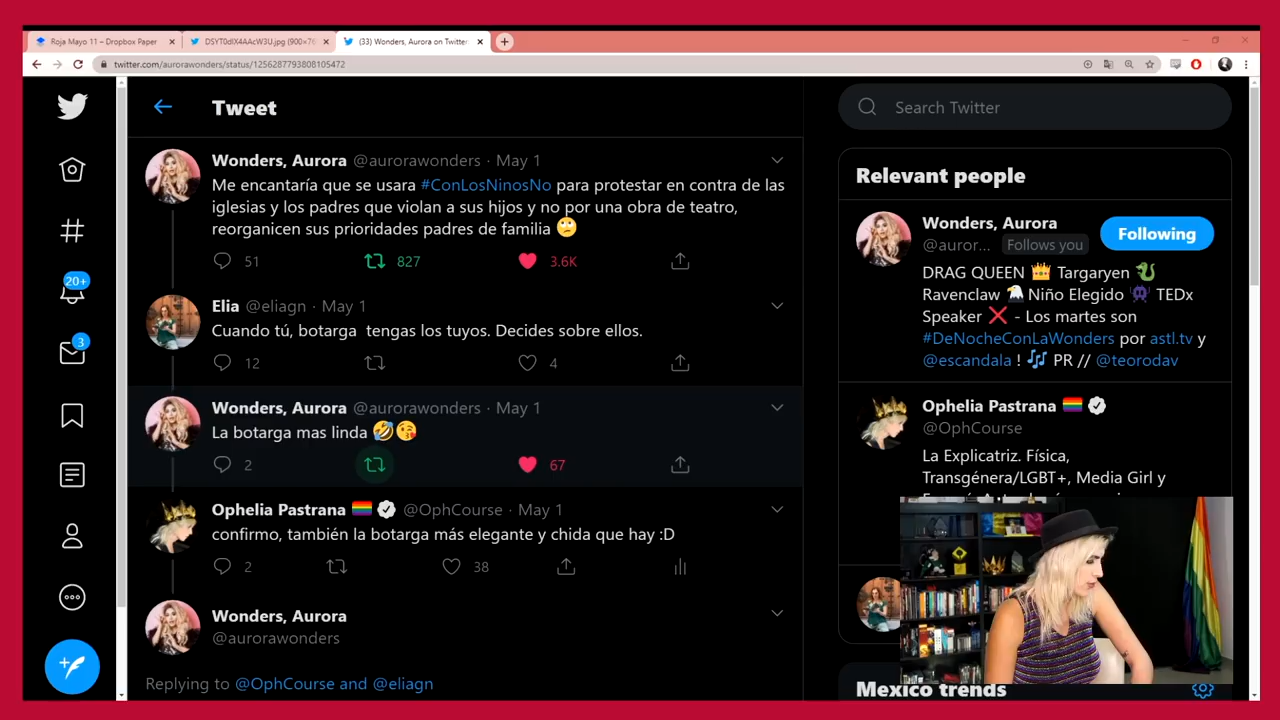 Roja Mayo 11 – Dropbox Paper
DSYT0dIX4AAcW3U.jpg (900×76
(33) Wonders, Aurora on Twitter
twitter.com/aurorawonders/status/1256287793808105472
Tweet
Wonders, Aurora @aurorawonders · May 1
Me encantaría que se usara #ConLosNinosNo para protestar en contra de las
iglesias y los padres que violan a sus hijos y no por una obra de teatro,
reorganicen sus prioridades padres de familia 🙄
51 827 3.6K
Elia @eliagn · May 1
Cuando tú, botarga tengas los tuyos. Decides sobre ellos.
12 4
Wonders, Aurora @aurorawonders · May 1
La botarga mas linda 🤣😘
2 67
Ophelia Pastrana 🏳️‍🌈 @OphCourse · May 1
confirmo, también la botarga más elegante y chida que hay :D
2 38
Wonders, Aurora
@aurorawonders
Replying to @OphCourse and @eliagn
20+
3
Search Twitter
Relevant people
Wonders, Aurora
@auror... Follows you
Following
DRAG QUEEN 👑 Targaryen 🐍
Ravenclaw 🦅 Niño Elegido 👾 TEDx
Speaker ❌ - Los martes son
#DeNocheConLaWonders por astl.tv y
@escandala ! 🎶 PR // @teorodav
Ophelia Pastrana 🏳️‍🌈
@OphCourse
La Explicatriz. Física,
Transgénera/LGBT+, Media Girl y
Mexico trends